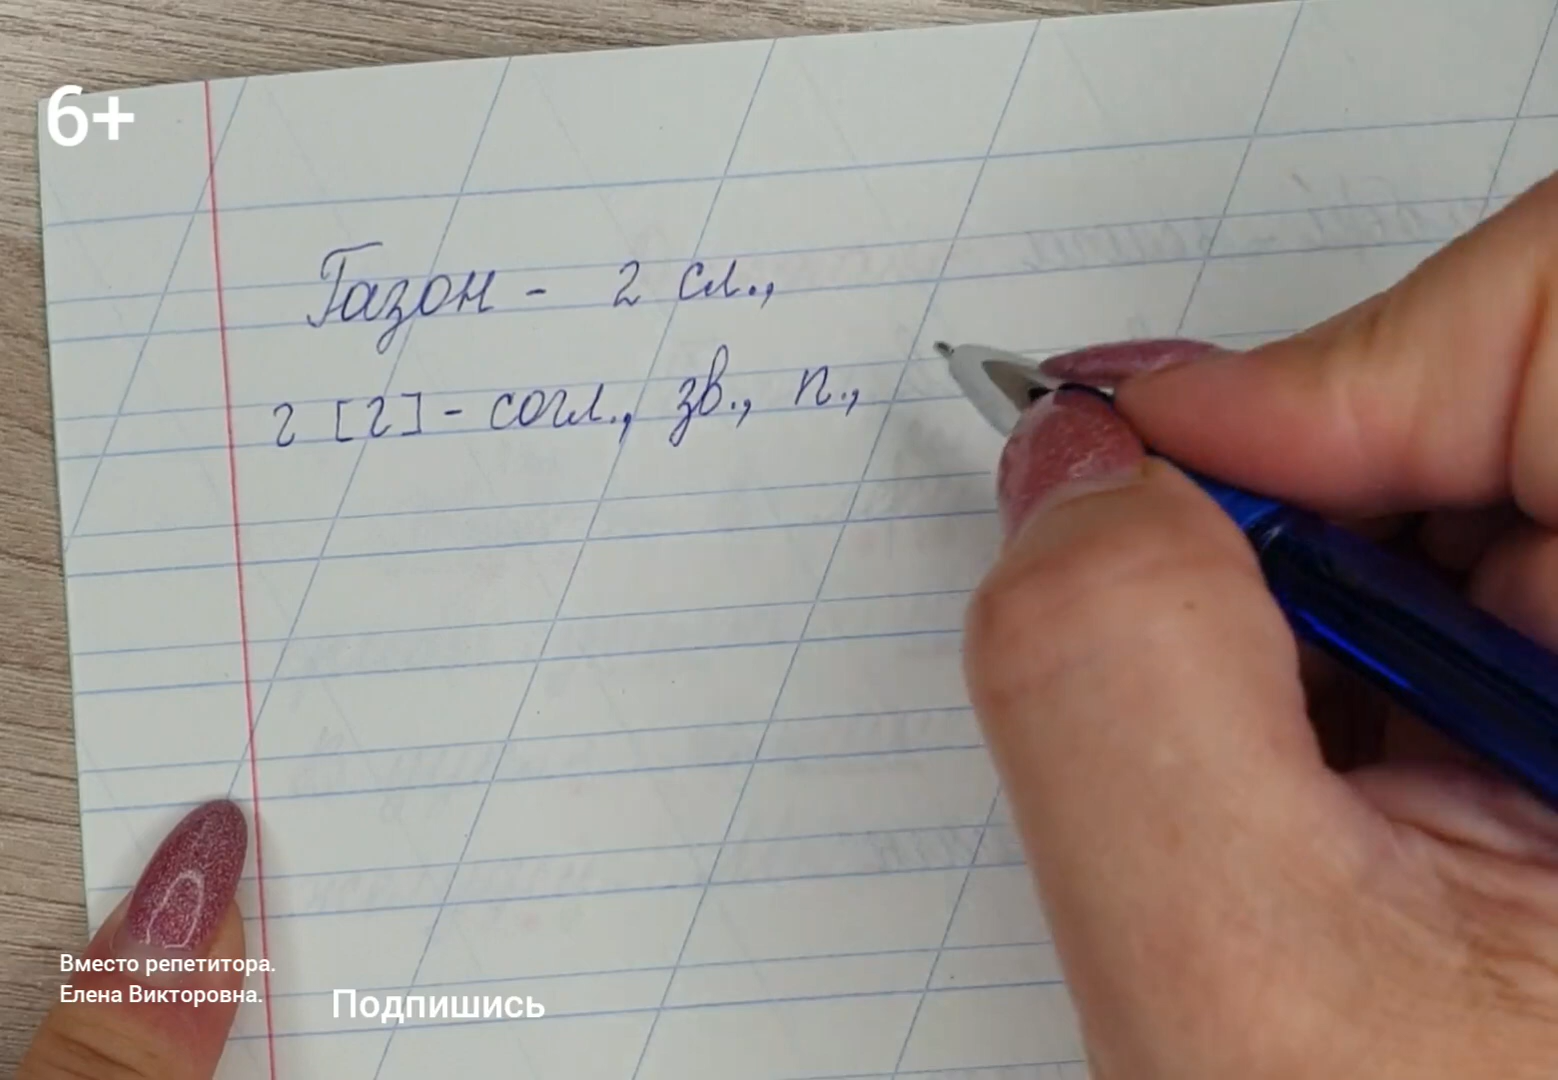 6+
Газон - 2 сл.,
г [г] - согл., зв., п.,
Вместо репетитора.
Елена Викторовна.
Подпишись